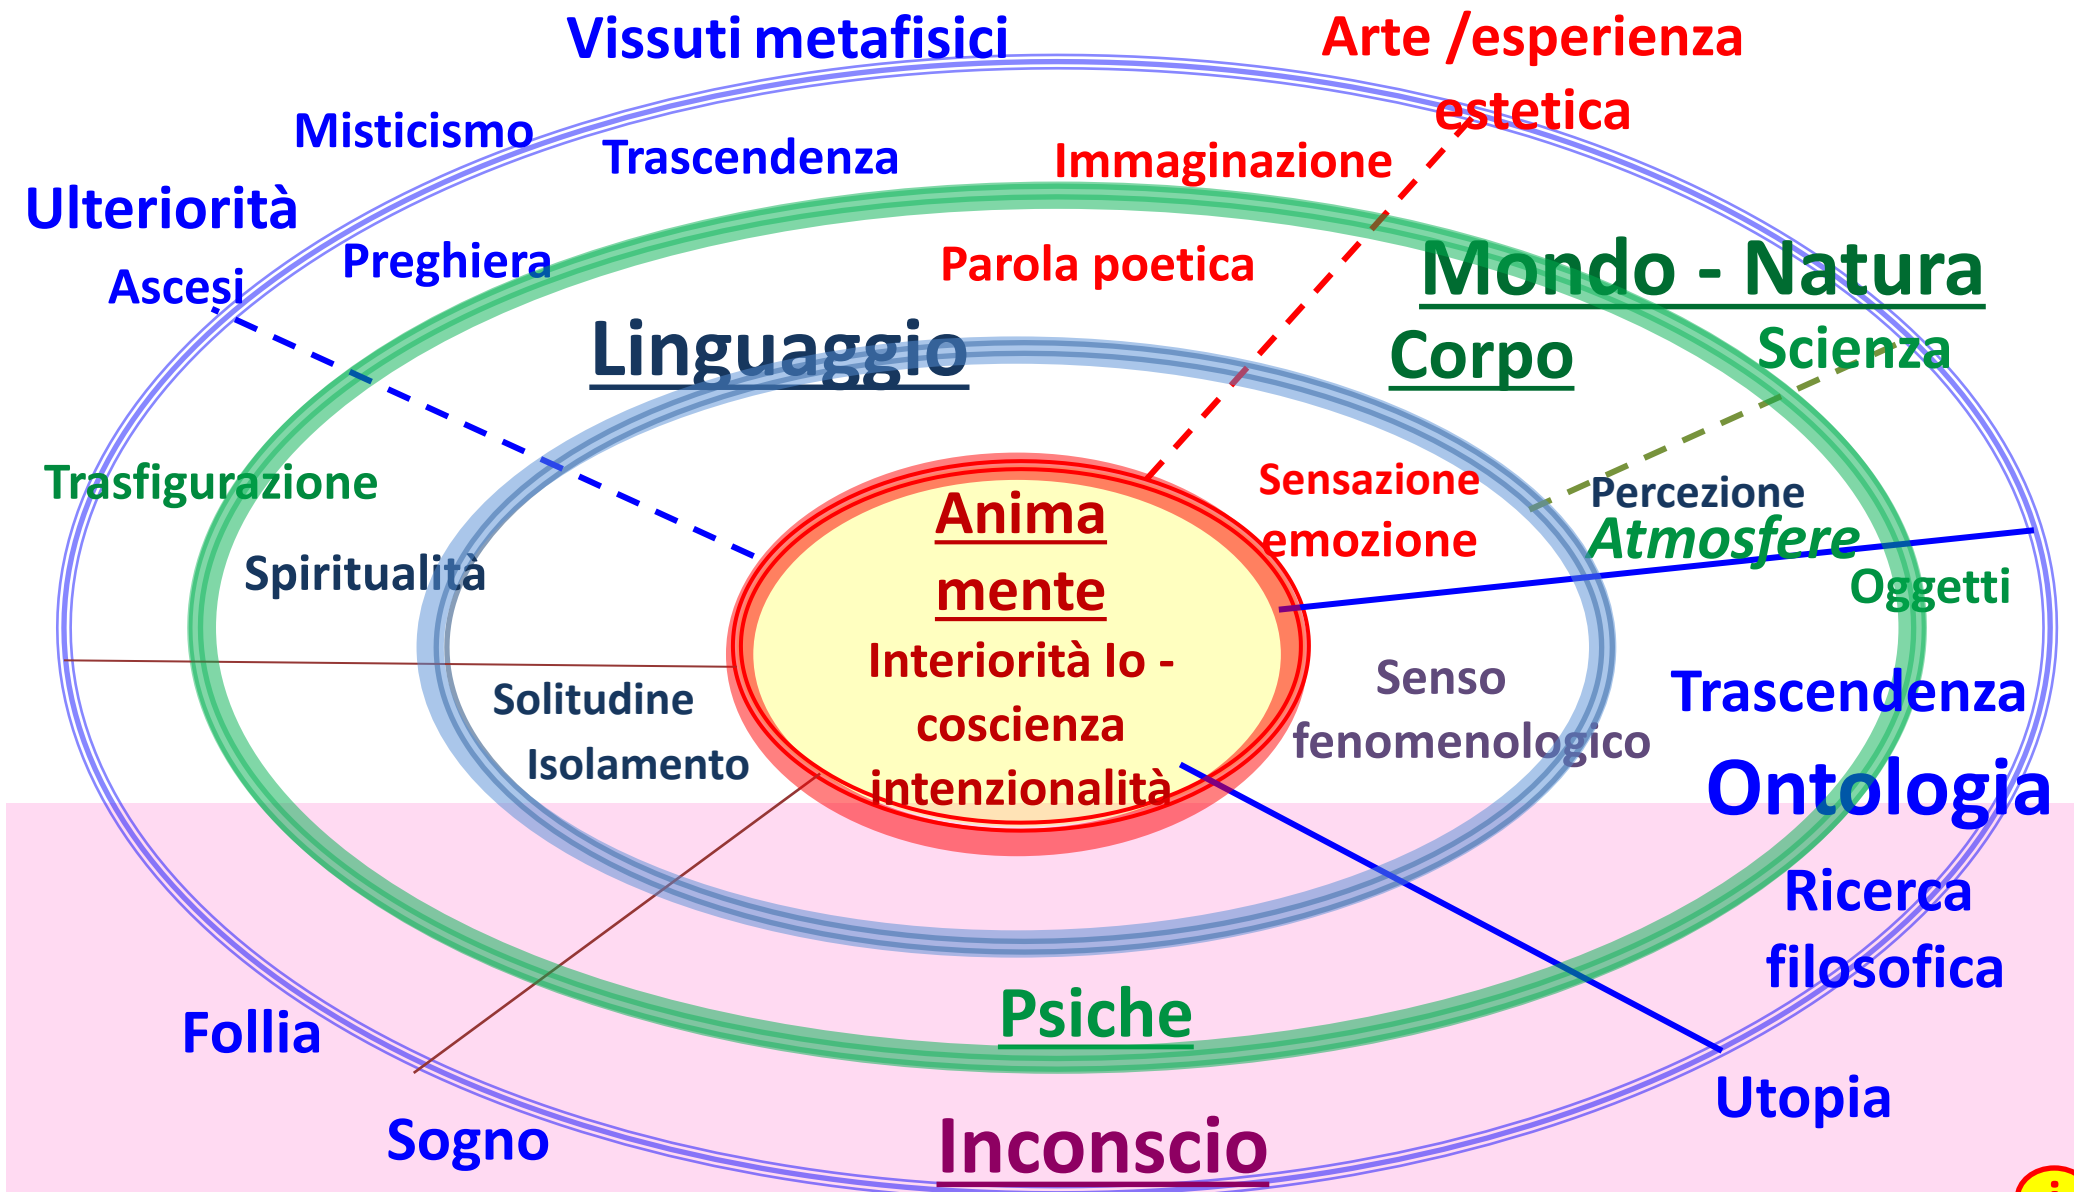 Vissuti metafisici
Arte /esperienza
estetica
Misticismo
Trascendenza
Immaginazione
Ulteriorità
Ascesi
Preghiera
Parola poetica
Mondo - Natura
Corpo
Linguaggio
Scienza
Trasfigurazione
Sensazione
emozione
Percezione
Atmosfere
Oggetti
Spiritualità
Anima
mente
Interiorità Io -
coscienza
intenzionalità
Solitudine
Isolamento
Senso
fenomenologico
Trascendenza
Ontologia
Ricerca
filosofica
Psiche
Follia
Sogno
Inconscio
Utopia